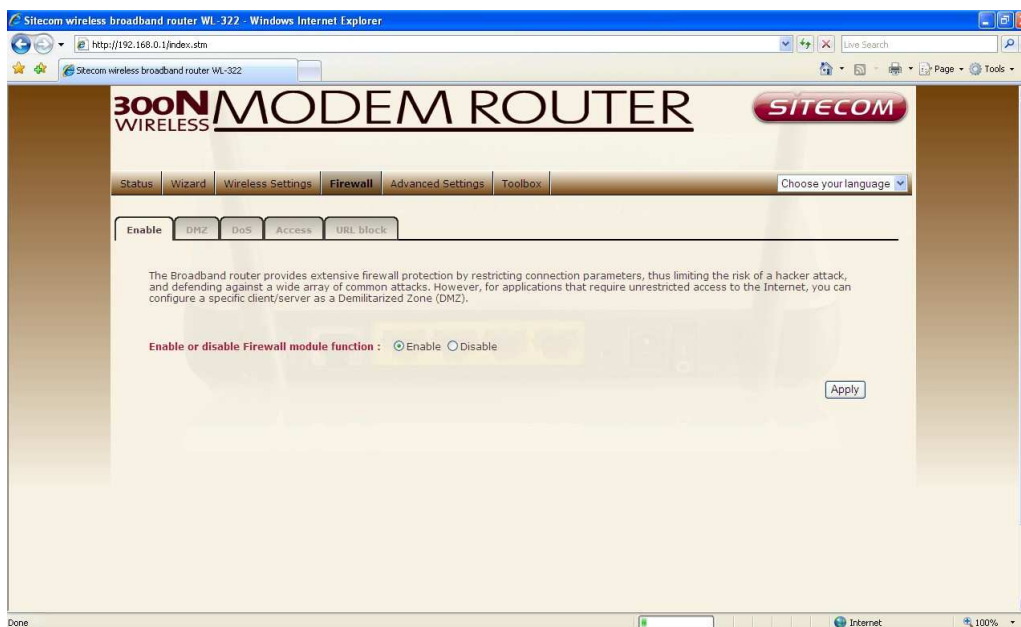 Sitecom wireless broadband router WL-322 - Windows Internet Explorer
http://192.168.0.1/index.stm
Live Search
Sitecom wireless broadband router WL-322
Page
Tools
300N WIRELESS MODEM ROUTER
SITECOM
Status Wizard Wireless Settings Firewall Advanced Settings Toolbox
Choose your language
Enable DMZ DoS Access URL block
The Broadband router provides extensive firewall protection by restricting connection parameters, thus limiting the risk of a hacker attack,
and defending against a wide array of common attacks. However, for applications that require unrestricted access to the Internet, you can
configure a specific client/server as a Demilitarized Zone (DMZ).
Enable or disable Firewall module function : Enable Disable
Apply
Done
Internet
100%